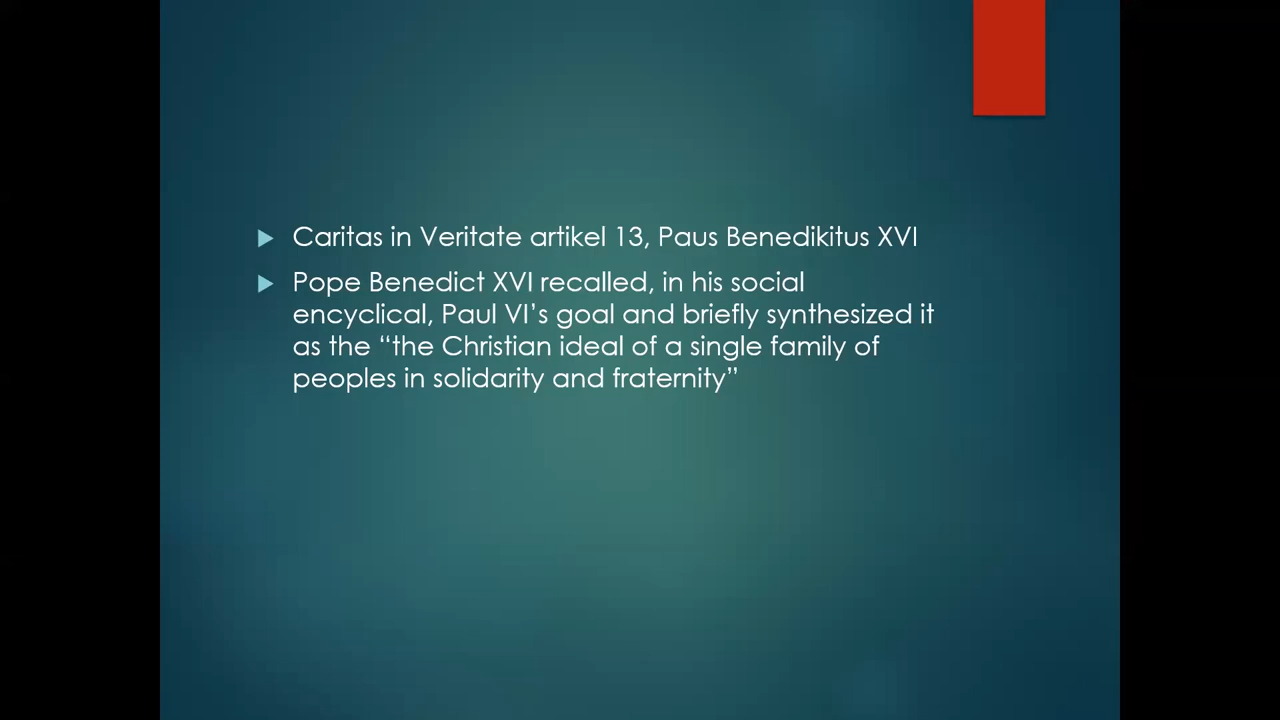 Caritas in Veritate artikel 13, Paus Benedikitus XVI
Pope Benedict XVI recalled, in his social
encyclical, Paul VI’s goal and briefly synthesized it
as the “the Christian ideal of a single family of
peoples in solidarity and fraternity”